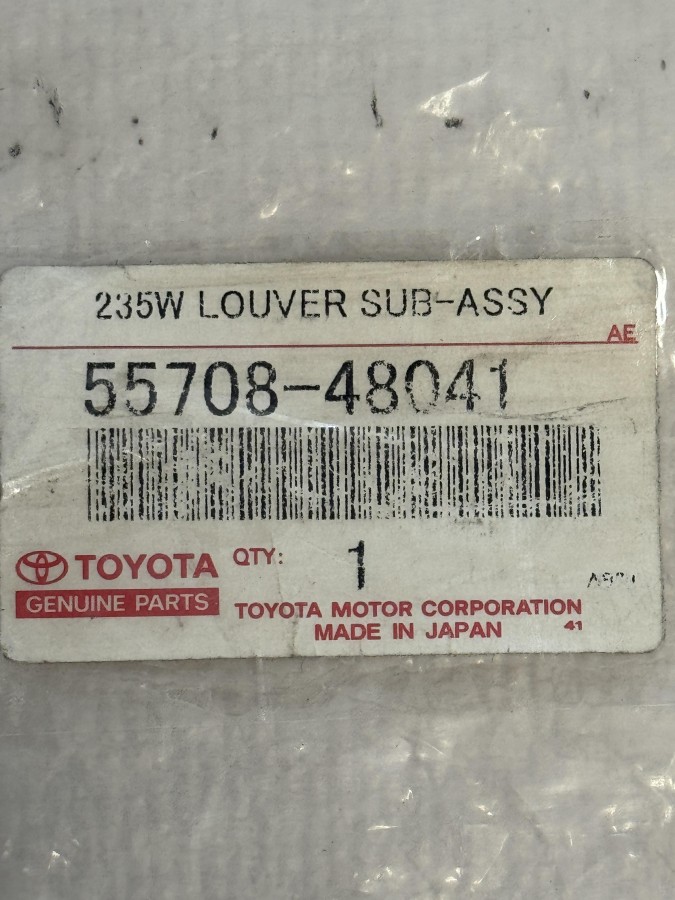 235W LOUVER SUB-ASSY
AE
55708-48041
TOYOTA
GENUINE PARTS
QTY: 1
TOYOTA MOTOR CORPORATION
MADE IN JAPAN 41